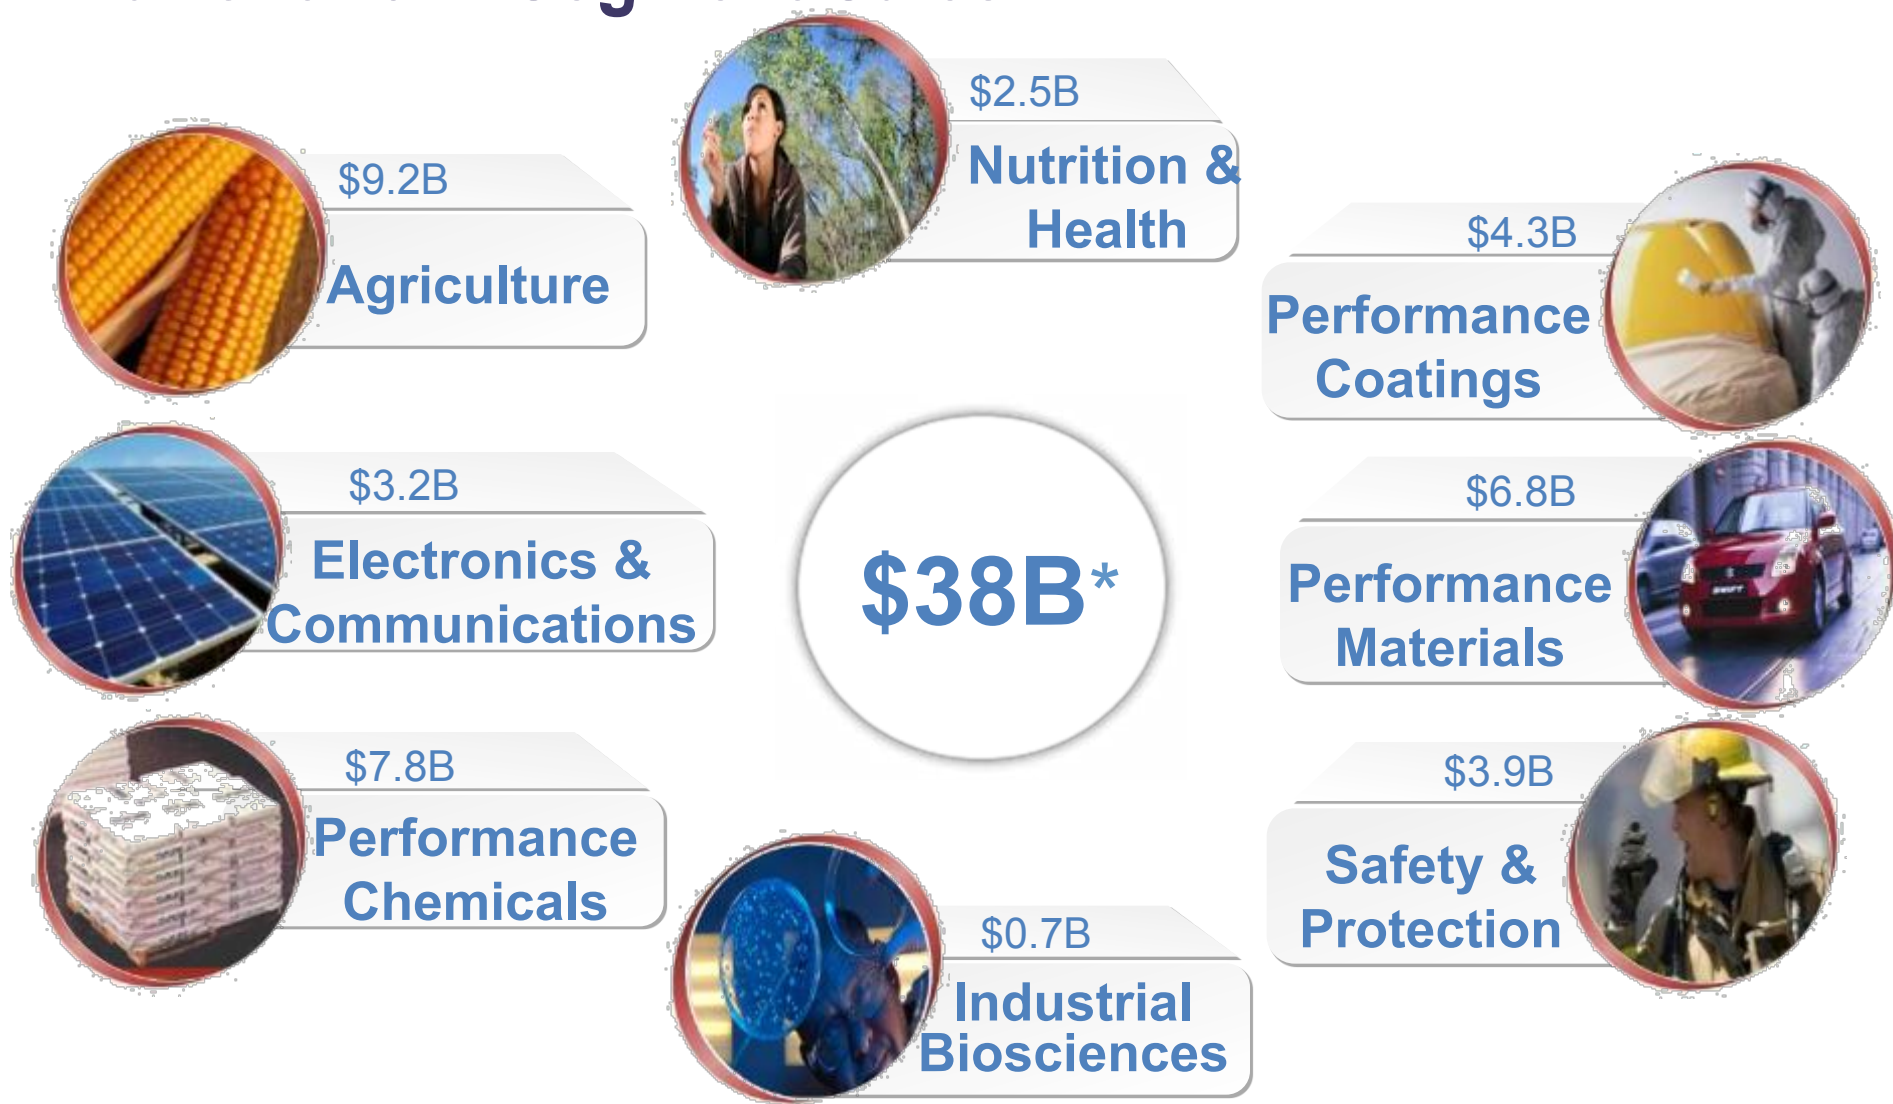 $2.5B
Nutrition &
Health
$9.2B
Agriculture
$4.3B
Performance
Coatings
$3.2B
Electronics &
Communications
$38B*
$6.8B
Performance
Materials
SWIFT
$7.8B
Performance
Chemicals
$3.9B
Safety &
Protection
$0.7B
Industrial
Biosciences